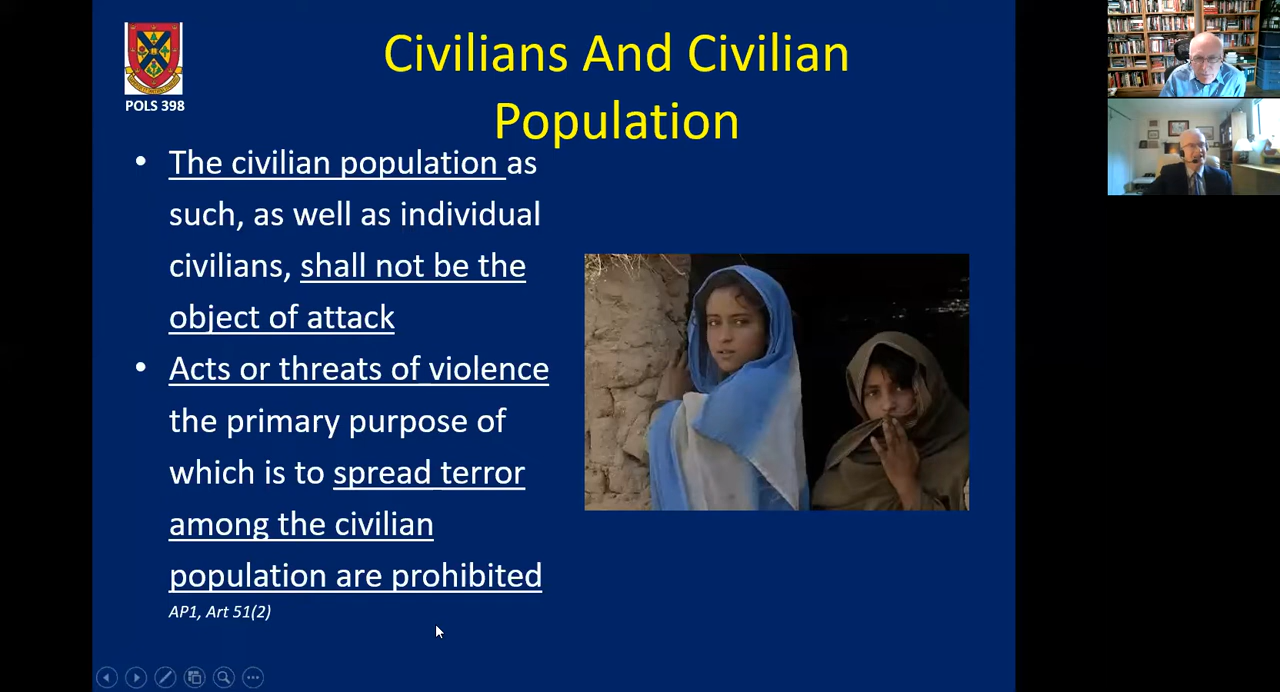 Civilians And Civilian
Population
POLS 398
• The civilian population as
such, as well as individual
civilians, shall not be the
object of attack
• Acts or threats of violence
the primary purpose of
which is to spread terror
among the civilian
population are prohibited
AP1, Art 51(2)